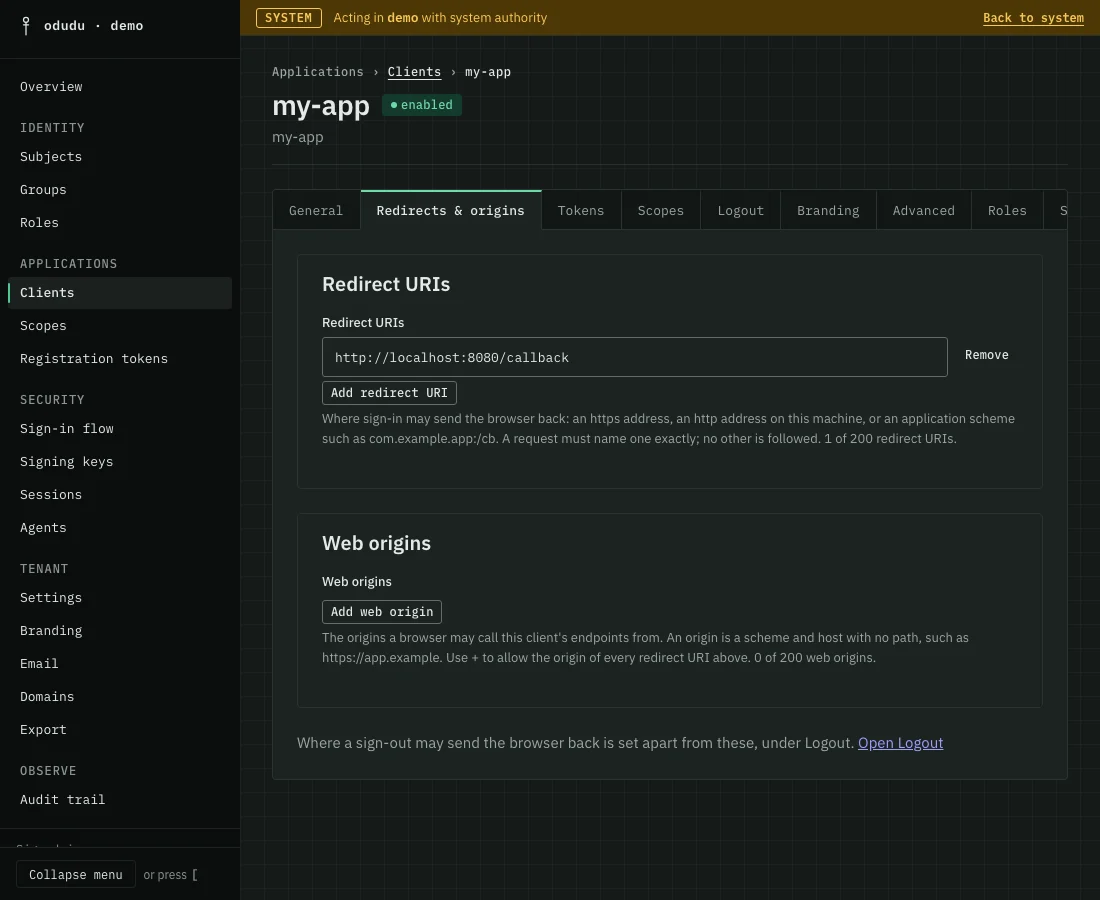 odudu · demo
SYSTEM Acting in demo with system authority Back to system
Overview
IDENTITY
Subjects
Groups
Roles
APPLICATIONS
Clients
Scopes
Registration tokens
SECURITY
Sign-in flow
Signing keys
Sessions
Agents
TENANT
Settings
Branding
Email
Domains
Export
OBSERVE
Audit trail
Collapse menu or press [
Applications › Clients › my-app
my-app enabled
my-app
General Redirects & origins Tokens Scopes Logout Branding Advanced Roles
Redirect URIs
Redirect URIs
http://localhost:8080/callback Remove
Add redirect URI
Where sign-in may send the browser back: an https address, an http address on this machine, or an application scheme
such as com.example.app:/cb. A request must name one exactly; no other is followed. 1 of 200 redirect URIs.
Web origins
Web origins
Add web origin
The origins a browser may call this client's endpoints from. An origin is a scheme and host with no path, such as
https://app.example. Use + to allow the origin of every redirect URI above. 0 of 200 web origins.
Where a sign-out may send the browser back is set apart from these, under Logout. Open Logout